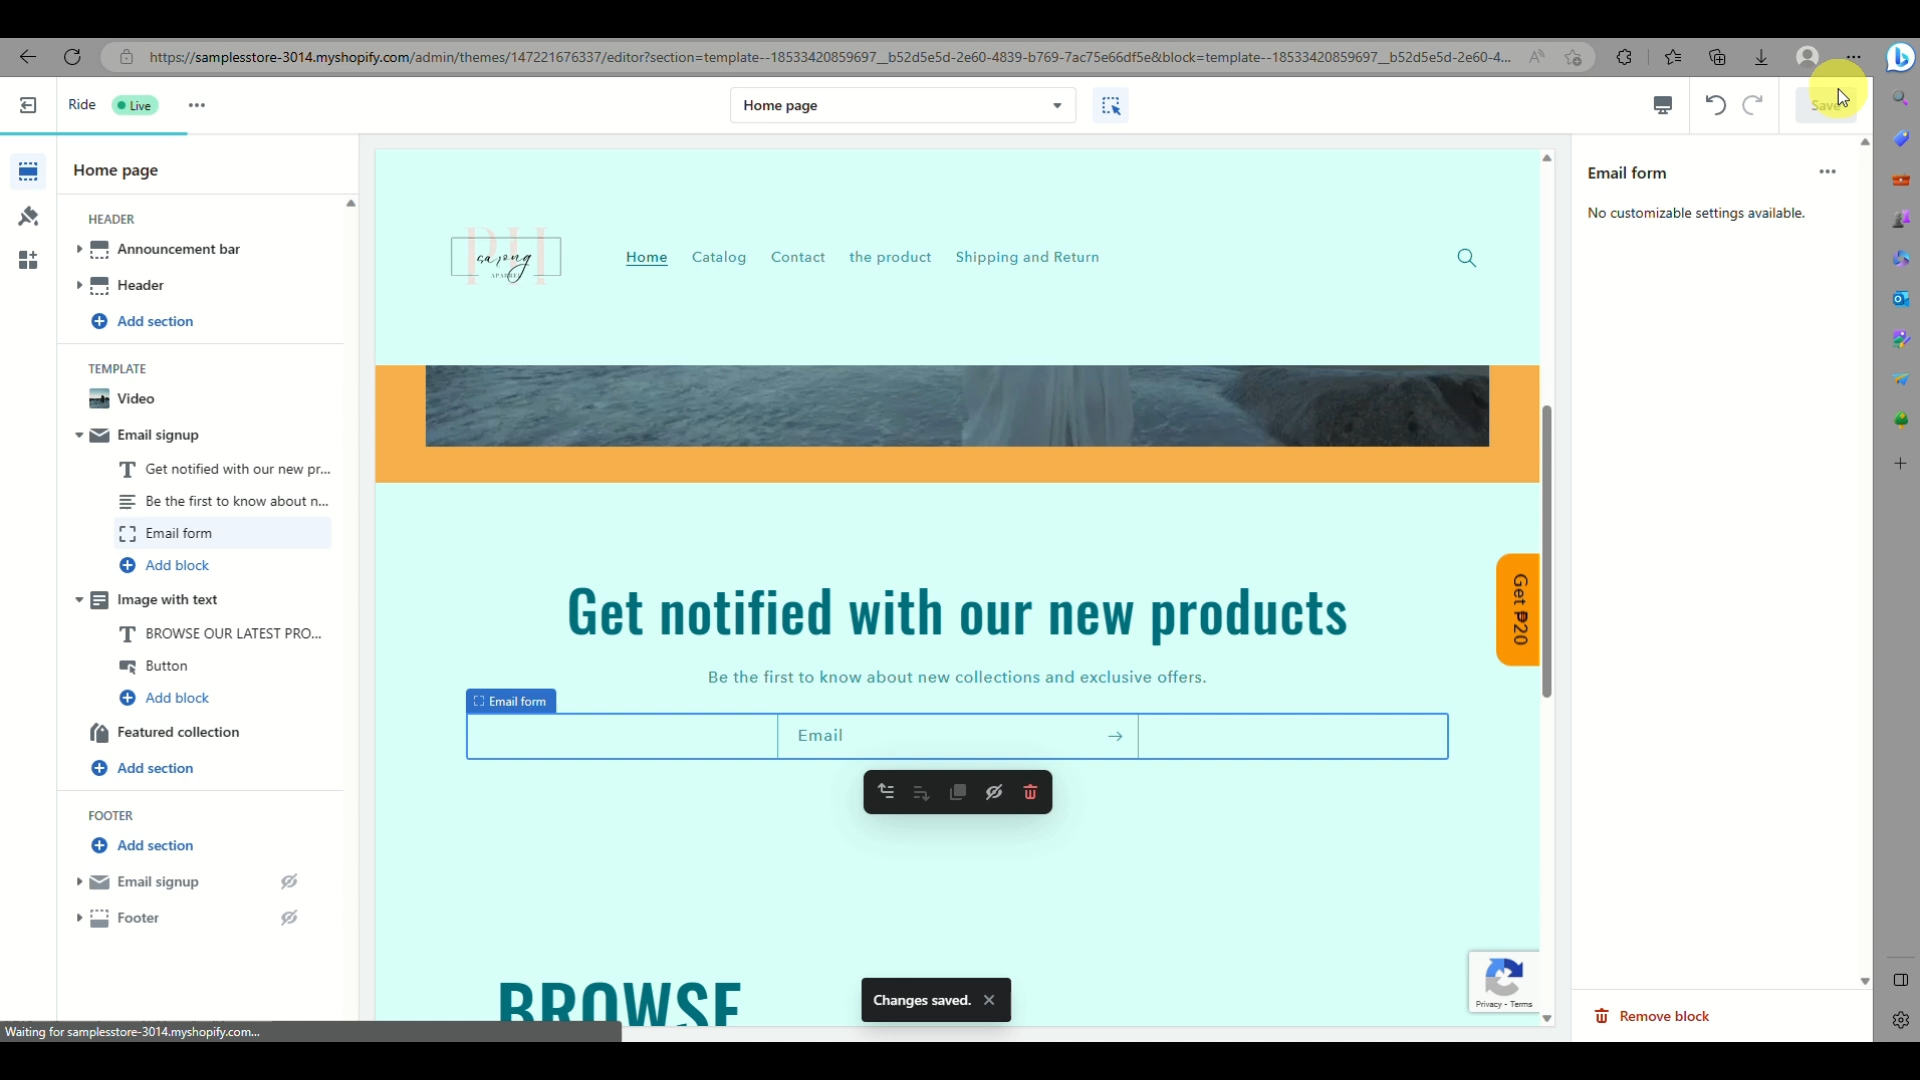 https://samplesstore-3014.myshopify.com/admin/themes/147221676337/editor?section=template--18533420859697__b52d5e5d-2e60-4839-b769-7ac75e66df5e&block=template--18533420859697__b52d5e5d-2e60-4...
Ride
Live
Home page
Save
Home page
HEADER
Announcement bar
Header
Add section
TEMPLATE
Video
Email signup
Get notified with our new pr...
Be the first to know about n...
Email form
Add block
Image with text
BROWSE OUR LATEST PRO...
Button
Add block
Featured collection
Add section
FOOTER
Add section
Email signup
Footer
Waiting for samplesstore-3014.myshopify.com...
PH
sarong
APPAREL
Home
Catalog
Contact
the product
Shipping and Return
Get notified with our new products
Be the first to know about new collections and exclusive offers.
Email form
Email
Get ₱20
BROWSE
Changes saved.
Privacy - Terms
Email form
No customizable settings available.
Remove block